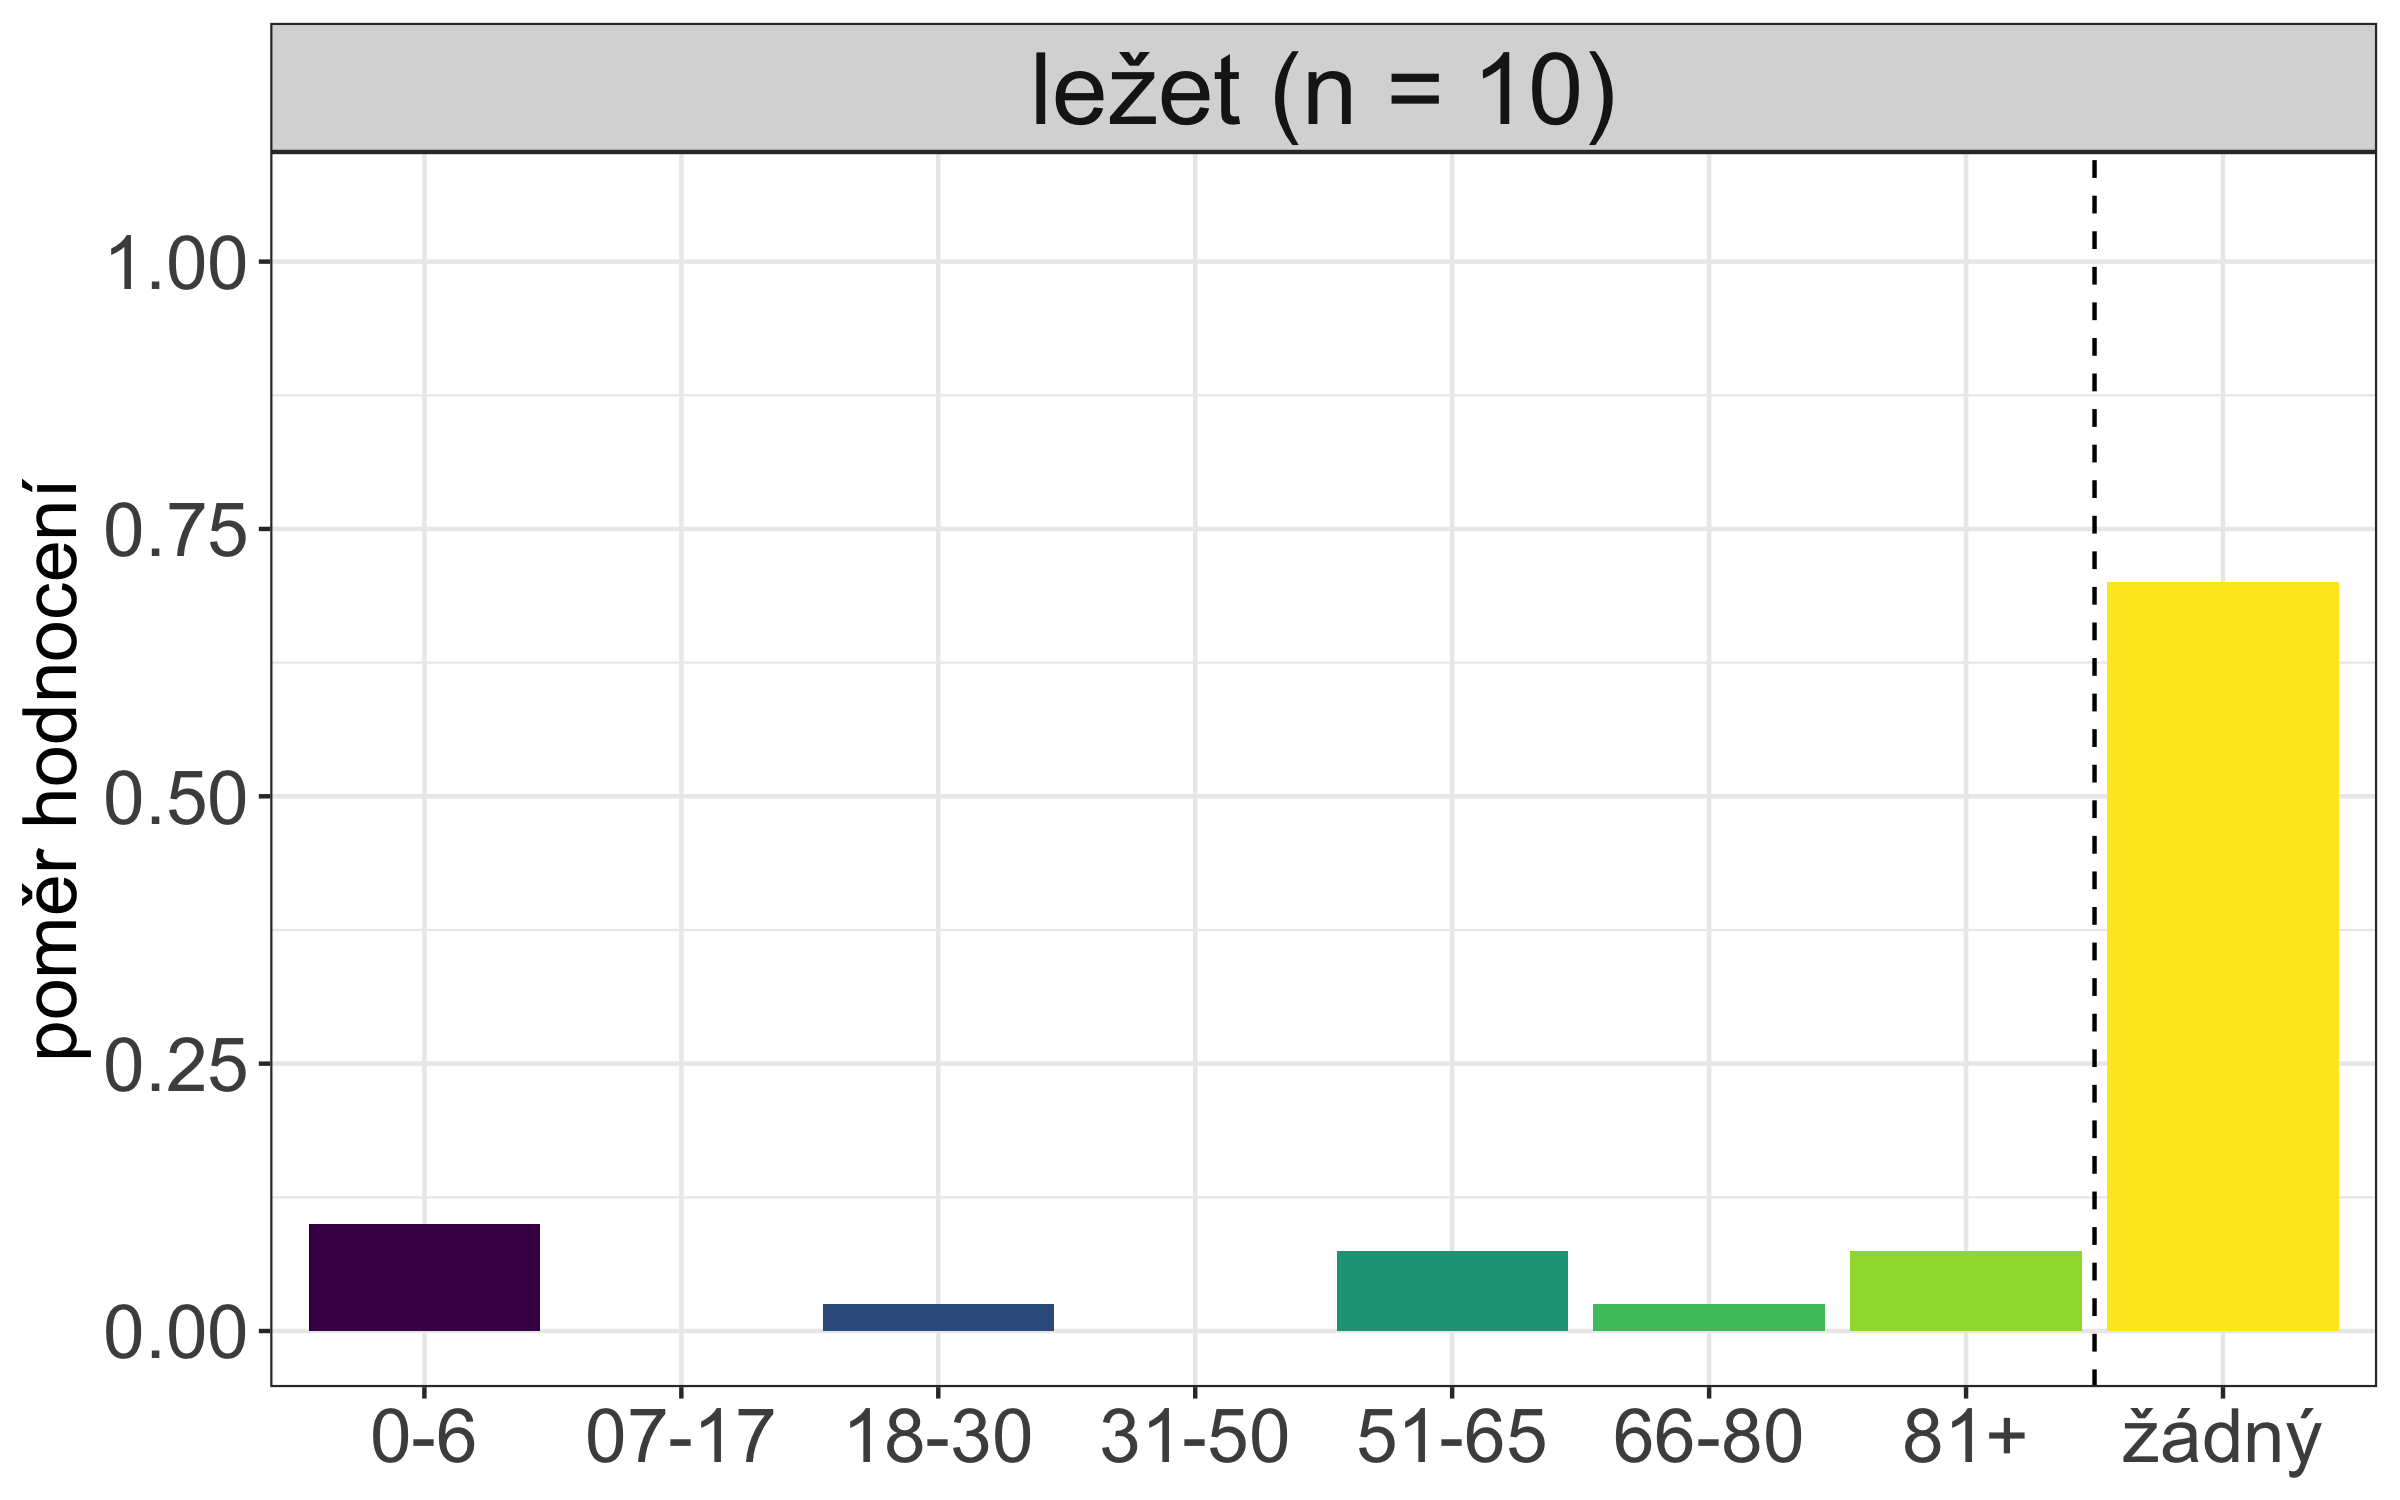 ležet (n = 10)
poměr hodnocení
1.00
0.75
0.50
0.25
0.00
0-6 07-17 18-30 31-50 51-65 66-80 81+ žádný